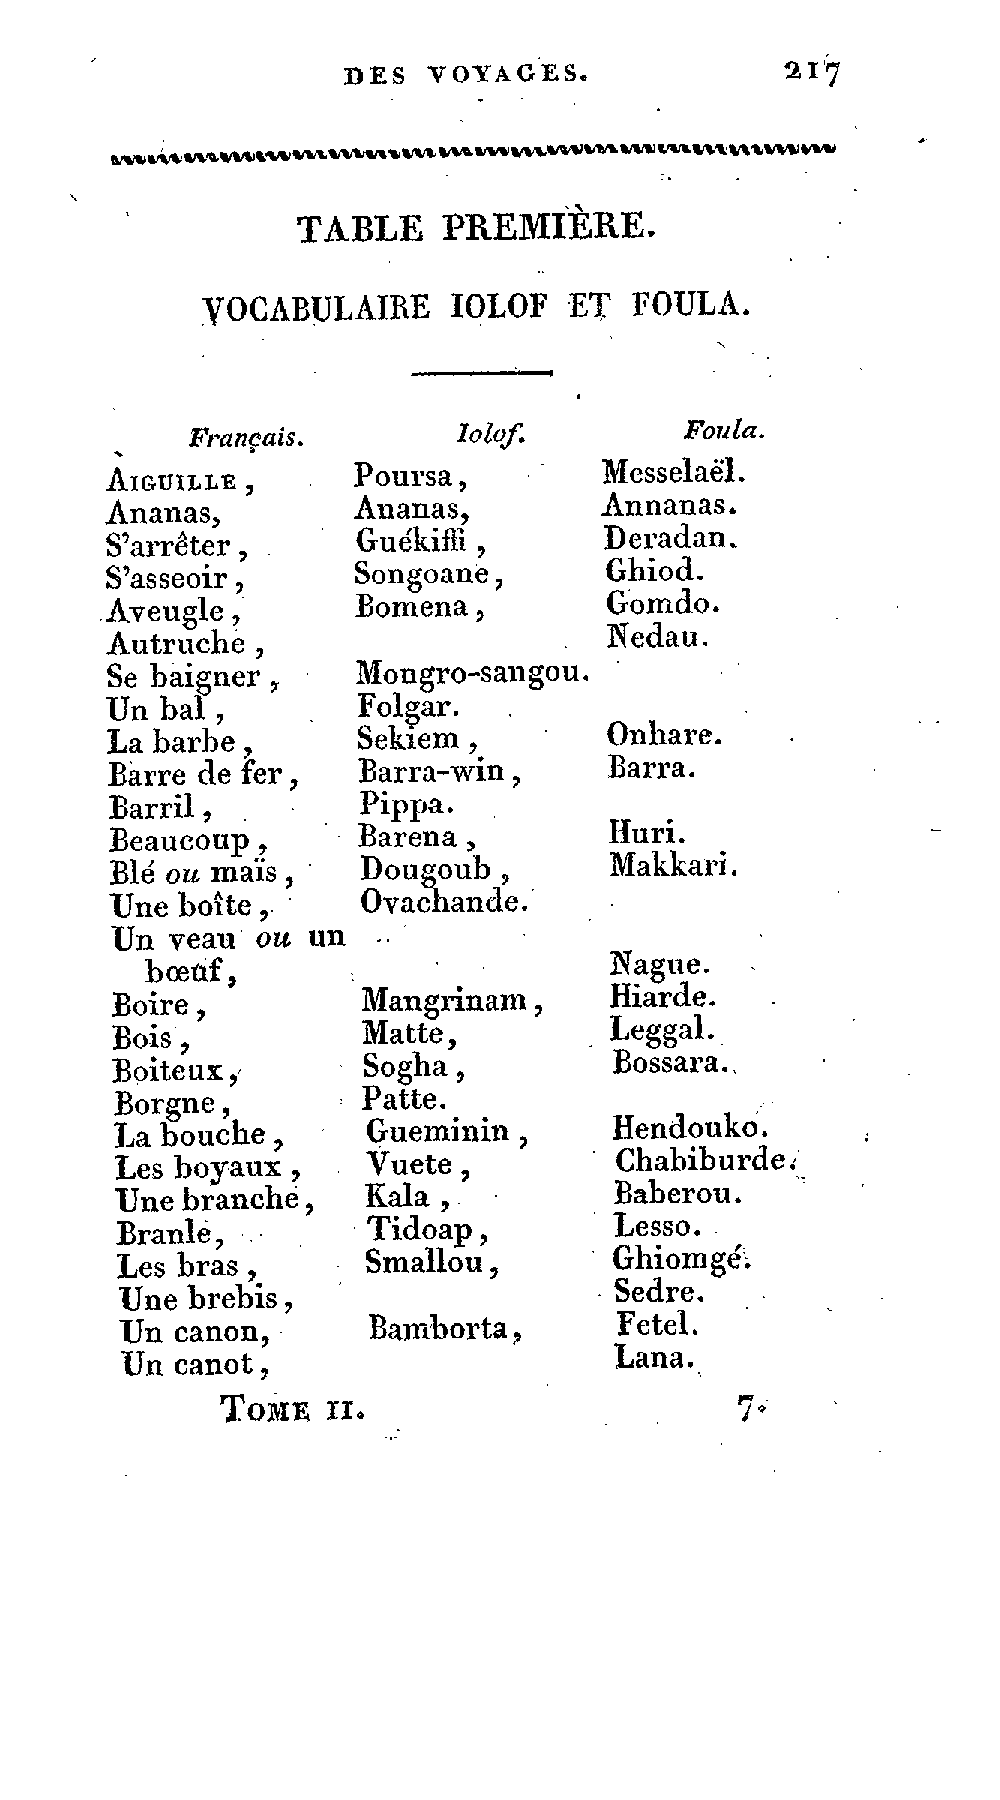 DES VOYAGES. 217
TABLE PREMIÈRE.
VOCABULAIRE IOLOF ET FOULA.
Français. Iolof. Foula.
AIGUILLE, Poursa, Messelaël.
Ananas, Ananas, Annanas.
S'arrêter, Guékiffi, Deradan.
S'asseoir, Songoane, Ghiod.
Aveugle, Bomena, Gomdo.
Autruche, Nedau.
Se baigner, Mongro-sangou.
Un bal, Folgar.
La barbe, Sekiem, Onhare.
Barre de fer, Barra-win, Barra.
Barril, Pippa.
Beaucoup, Barena, Huri.
Blé ou maïs, Dougoub, Makkari.
Une boîte, Ovachande.
Un veau ou un
bœuf, Nague.
Boire, Mangrinam, Hiarde.
Bois, Matte, Leggal.
Boiteux, Sogha, Bossara.
Borgne, Patte.
La bouche, Gueminin, Hendouko.
Les boyaux, Vuete, Chabiburde.
Une branche, Kala, Baberou.
Branle, Tidoap, Lesso.
Les bras, Smallou, Ghiomgé.
Une brebis, Sedre.
Un canon, Bamborta, Fetel.
Un canot, Lana.
TOME II. 7.